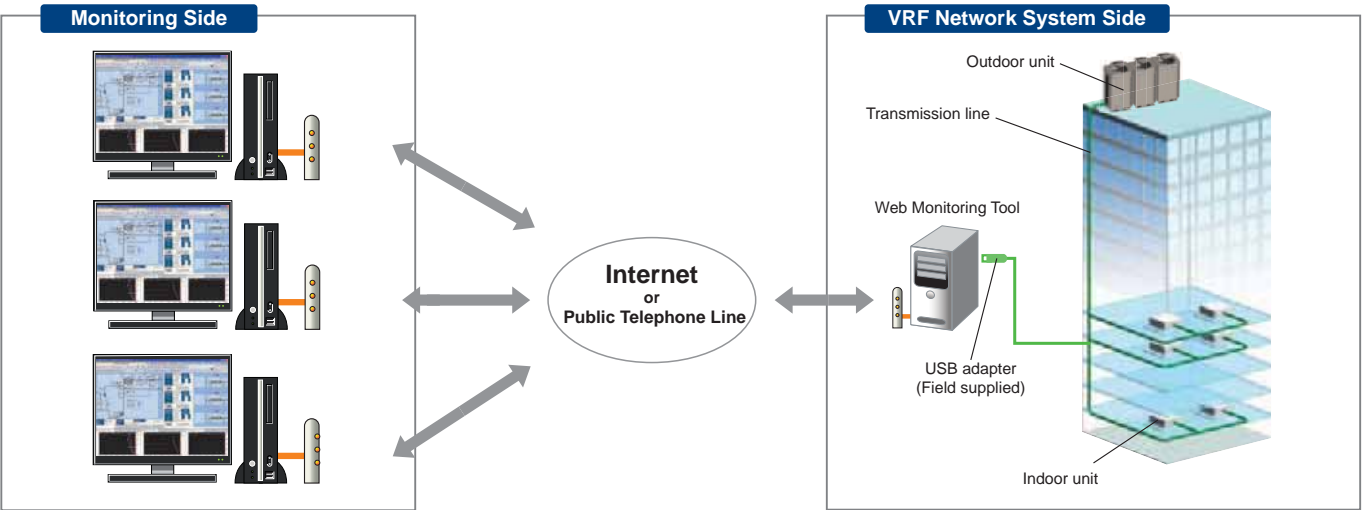 Monitoring Side
VRF Network System Side
Outdoor unit
Transmission line
Web Monitoring Tool
Internet
or
Public Telephone Line
USB adapter
(Field supplied)
Indoor unit